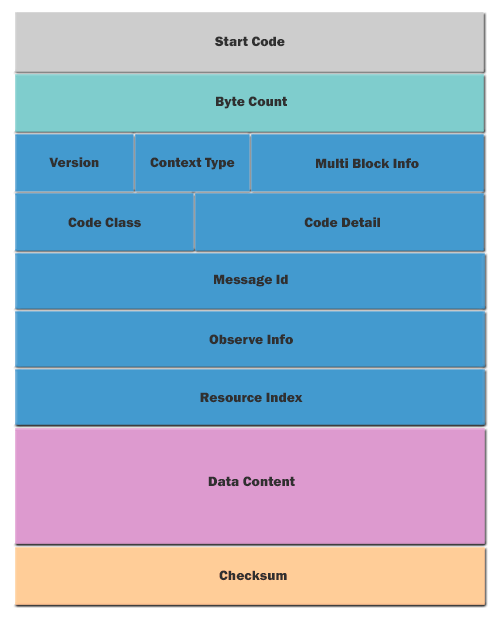 Start Code
Byte Count
Version Context Type Multi Block Info
Code Class Code Detail
Message Id
Observe Info
Resource Index
Data Content
Checksum